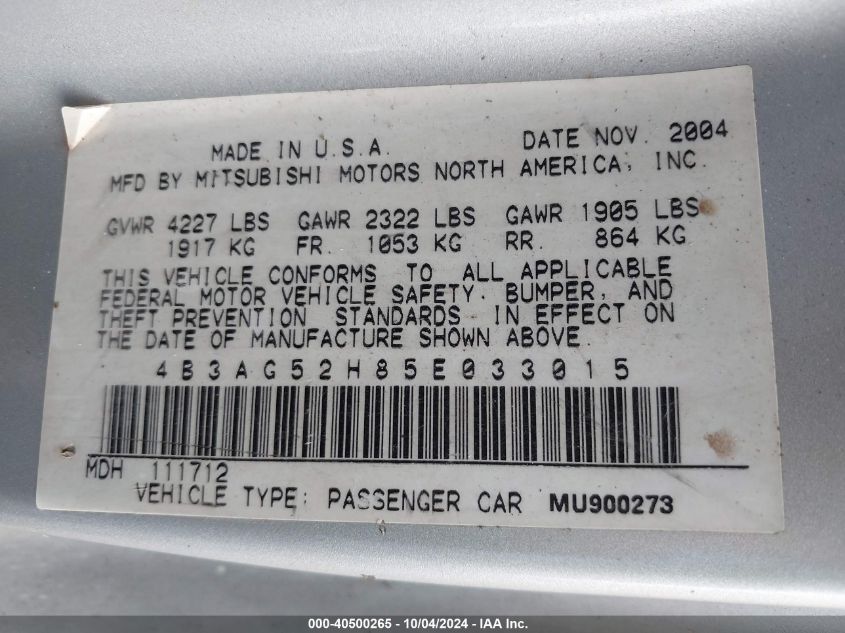 MADE IN U.S.A. DATE NOV. 2004
MFD BY MITSUBISHI MOTORS NORTH AMERICA, INC.
GVWR 4227 LBS GAWR 2322 LBS GAWR 1905 LBS
1917 KG FR. 1053 KG RR. 864 KG
THIS VEHICLE CONFORMS TO ALL APPLICABLE
FEDERAL MOTOR VEHICLE SAFETY. BUMPER, AND
THEFT PREVENTION STANDARDS IN EFFECT ON
THE DATE OF MANUFACTURE SHOWN ABOVE.
4B3AG52H85E033015
MDH 111712
VEHICLE TYPE: PASSENGER CAR MU900273
000-40500265 - 10/04/2024 - IAA Inc.